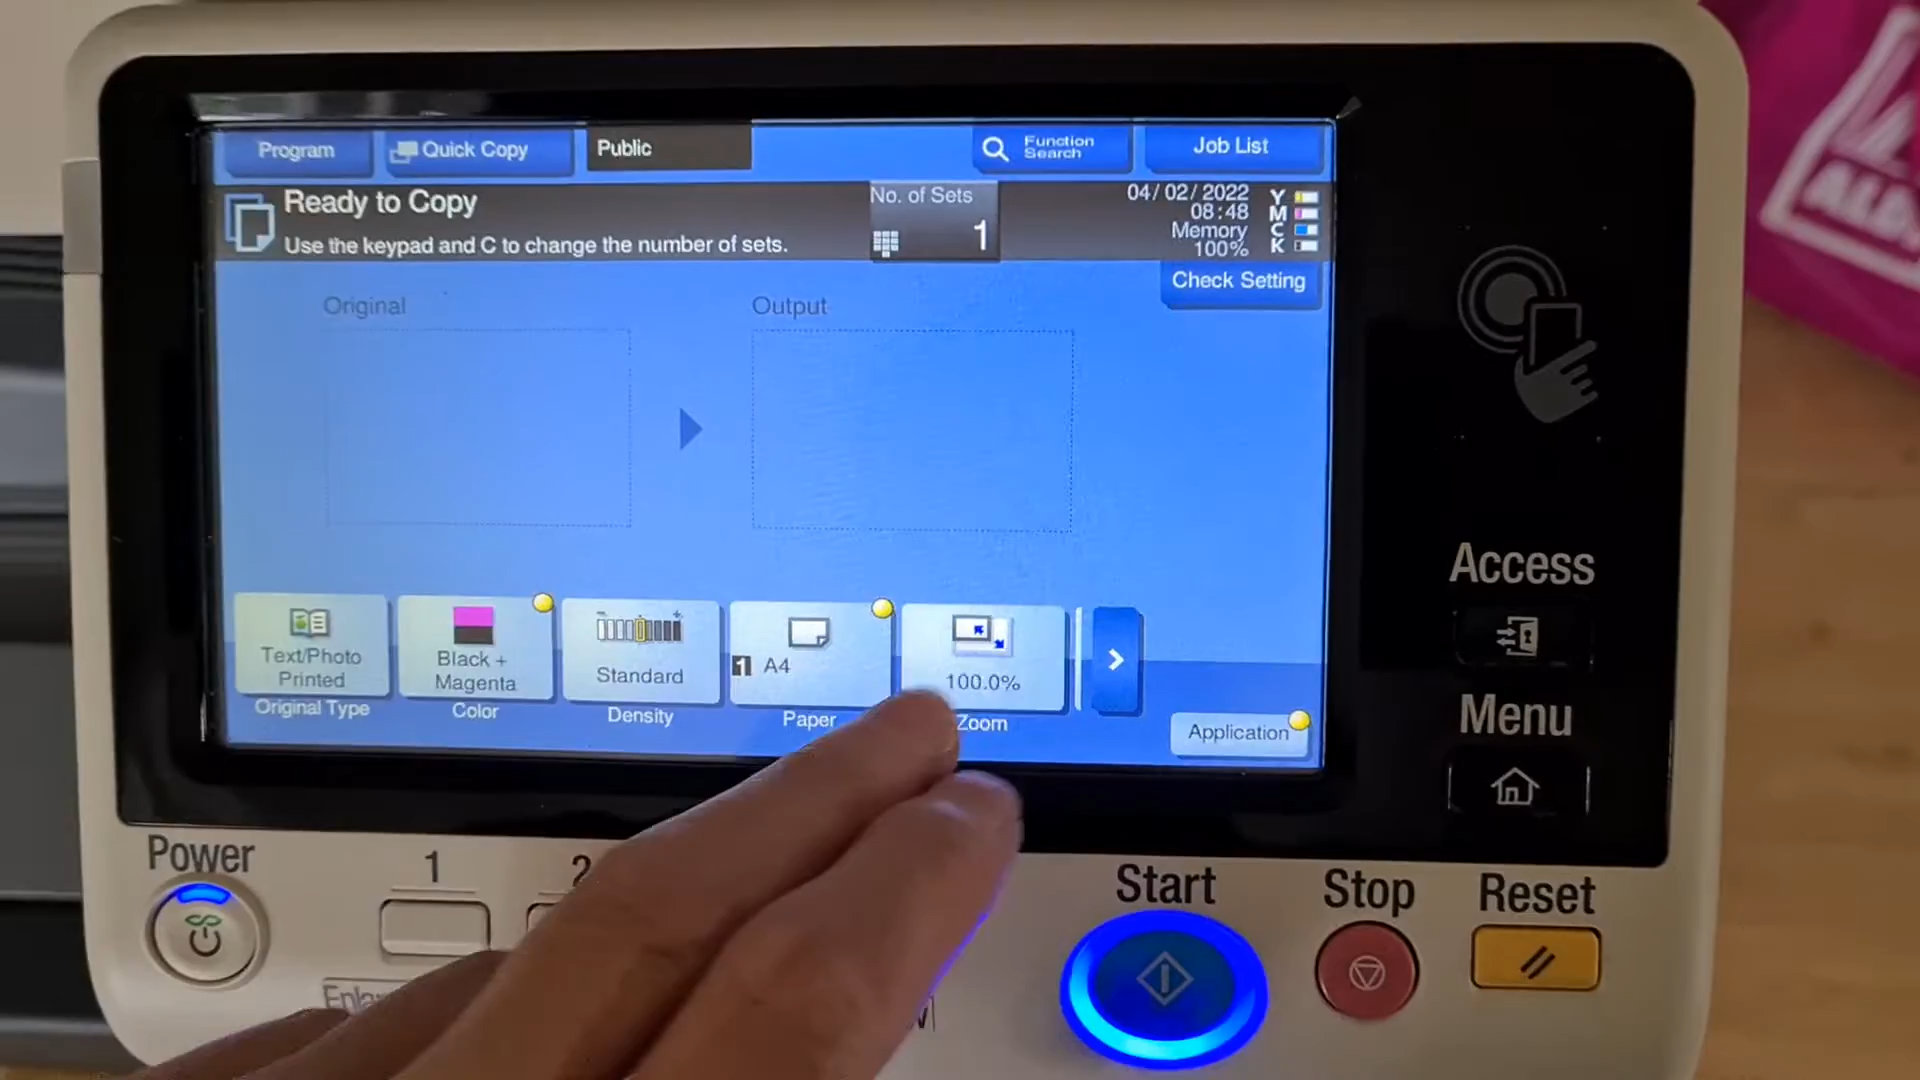 Program
Quick Copy
Public
Function
Search
Job List
Ready to Copy
Use the keypad and C to change the number of sets.
No. of Sets
1
04/02/2022
08:48
Memory
100%
Y
M
C
K
Check Setting
Original
Output
Text/Photo
Printed
Original Type
Black +
Magenta
Color
Standard
Density
1 A4
Paper
100.0%
Zoom
Application
Access
Menu
Power
1
2
Start
Stop
Reset